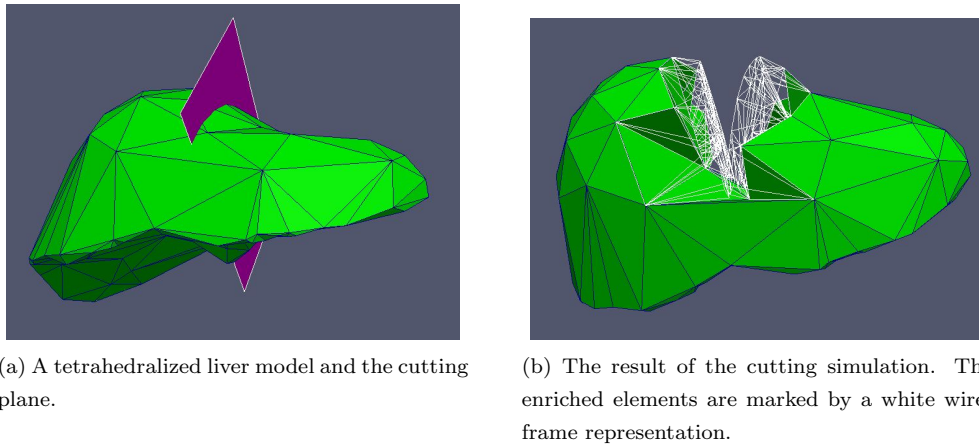 (a) A tetrahedralized liver model and the cutting
plane.
(b) The result of the cutting simulation. Th
enriched elements are marked by a white wire
frame representation.